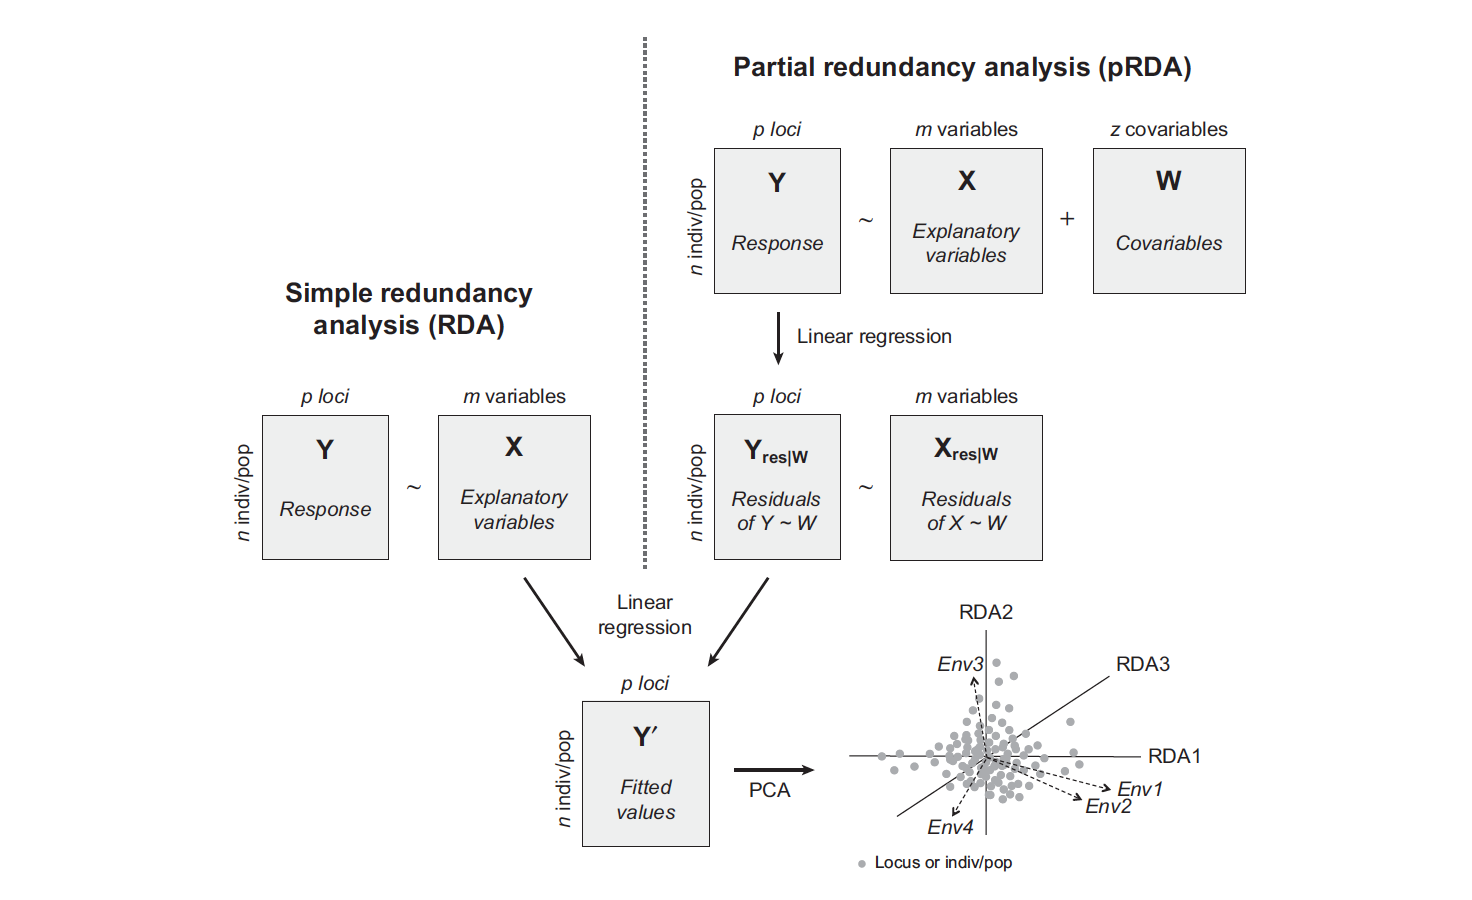 Partial redundancy analysis (pRDA)
p loci
m variables
z covariables
n indiv/pop
Y
Response
~
X
Explanatory
variables
+
W
Covariables
Linear regression
Simple redundancy
analysis (RDA)
p loci
m variables
n indiv/pop
Y
Response
~
X
Explanatory
variables
p loci
m variables
n indiv/pop
Yres|W
Residuals
of Y ~ W
~
Xres|W
Residuals
of X ~ W
Linear
regression
p loci
n indiv/pop
Y′
Fitted
values
PCA
RDA2
Env3
RDA3
RDA1
Env1
Env2
Env4
Locus or indiv/pop